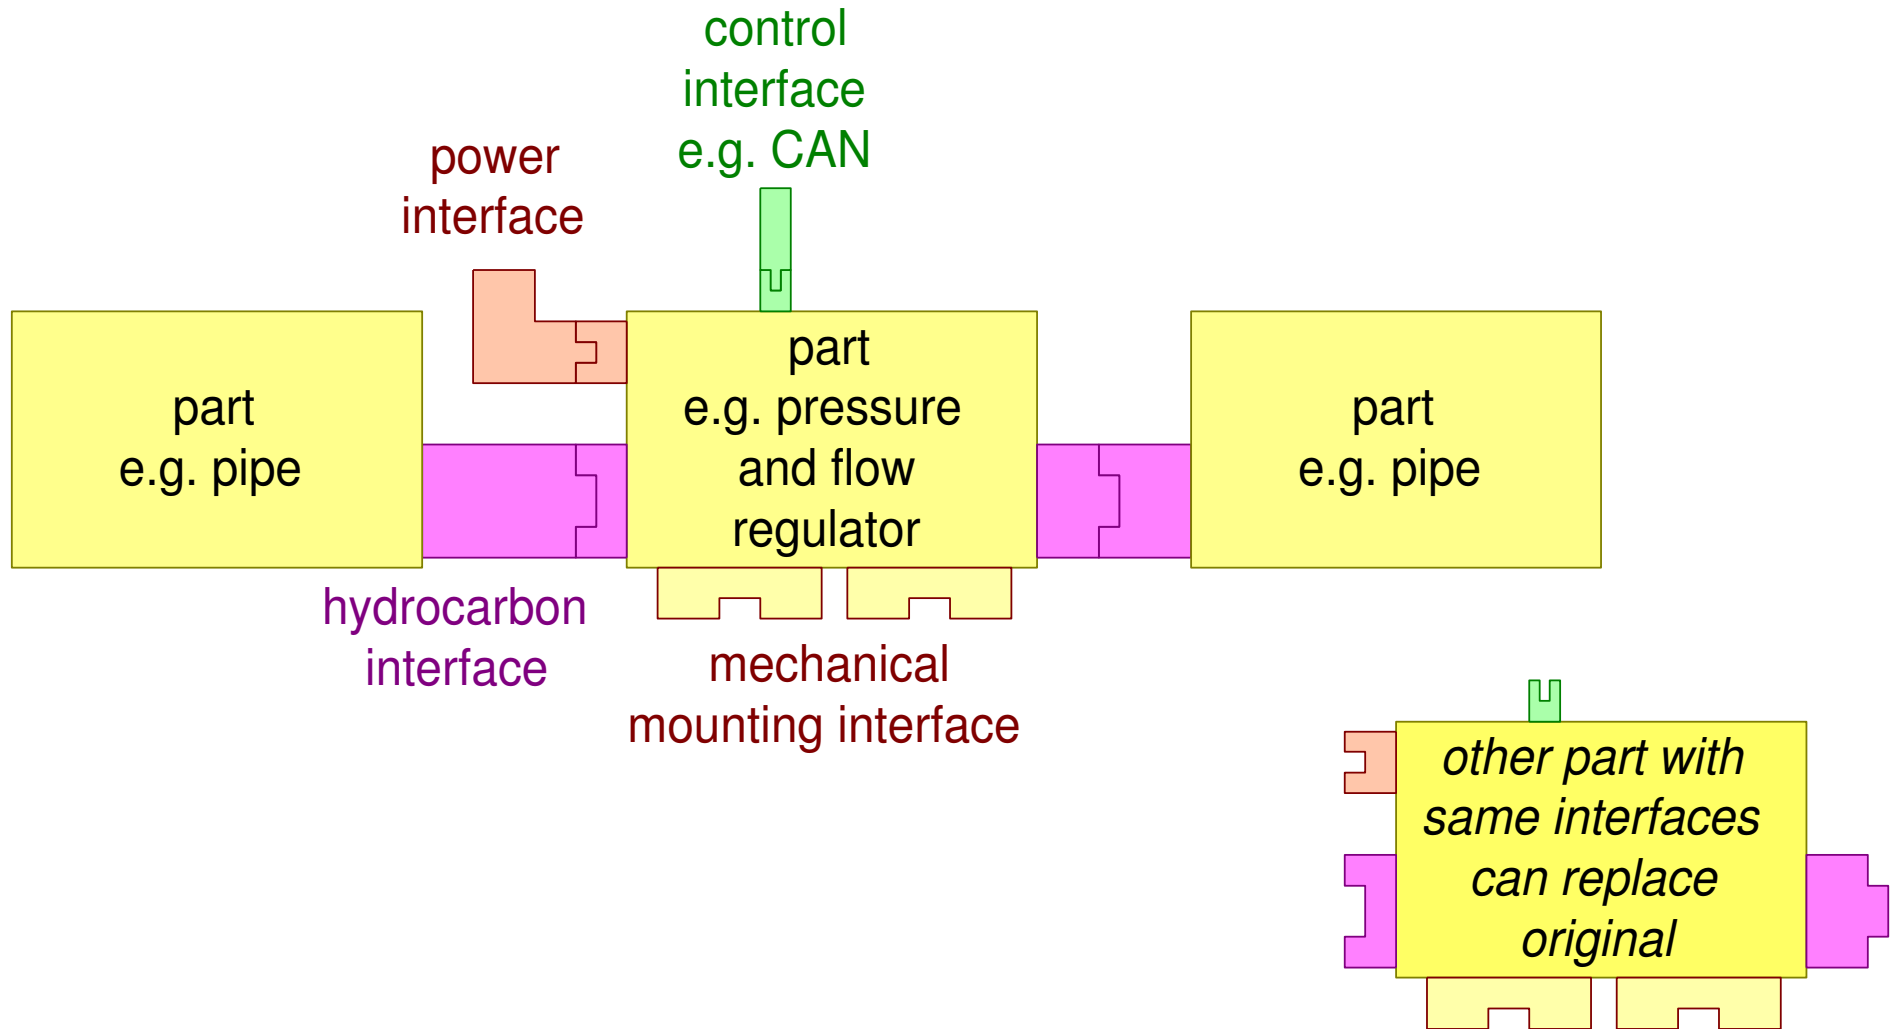 control
interface
e.g. CAN
power
interface
part
e.g. pipe
part
e.g. pressure
and flow
regulator
part
e.g. pipe
hydrocarbon
interface
mechanical
mounting interface
other part with
same interfaces
can replace
original